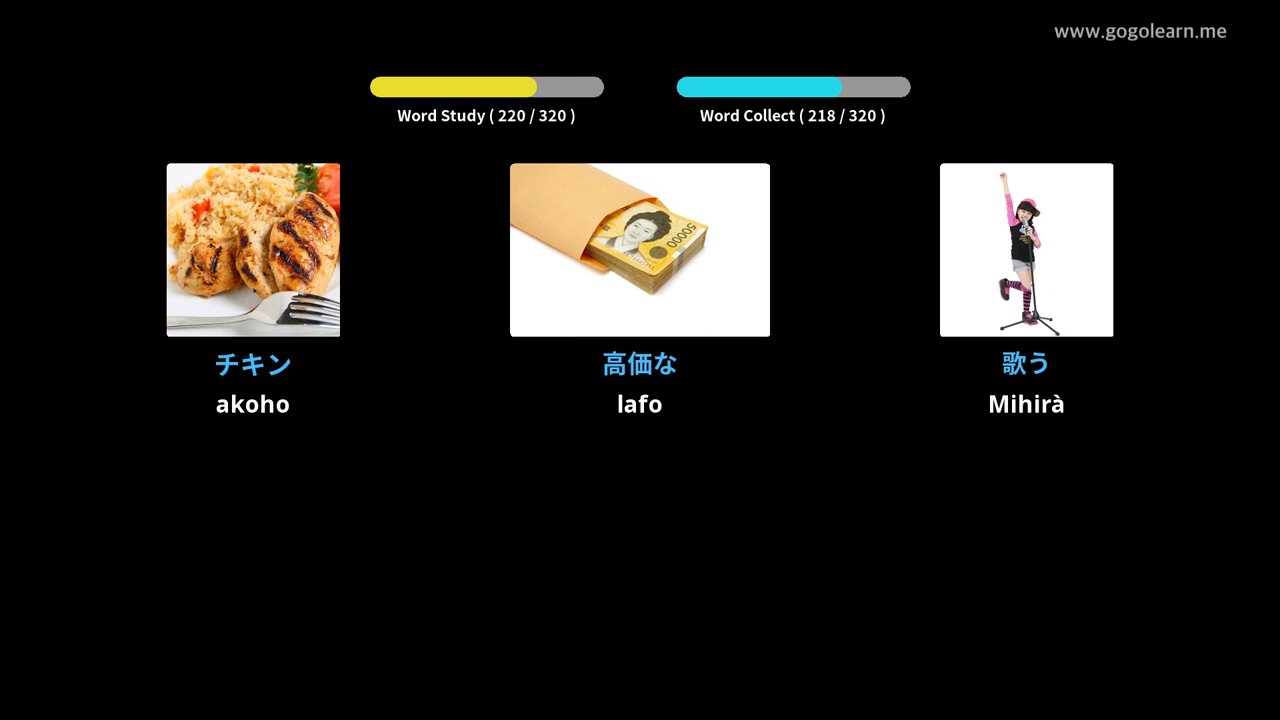 www.gogolearn.me
Word Study ( 220 / 320 )
Word Collect ( 218 / 320 )
50000
チキン
高価な
歌う
akoho
lafo
Mihirà